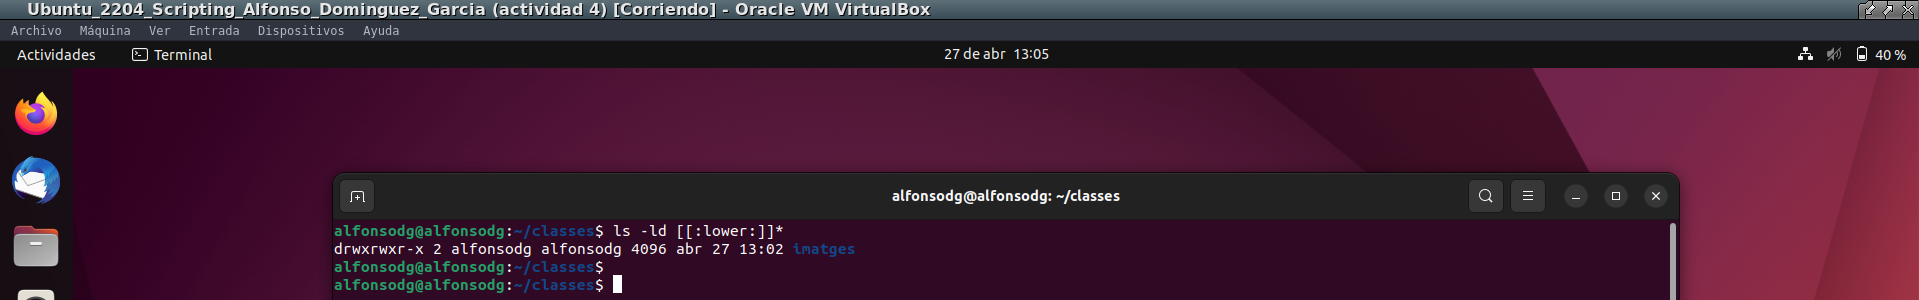 Ubuntu_2204_Scripting_Alfonso_Dominguez_Garcia (actividad 4) [Corriendo] - Oracle VM VirtualBox
Archivo Máquina Ver Entrada Dispositivos Ayuda
Actividades Terminal 27 de abr 13:05 40 %
alfonsodg@alfonsodg: ~/classes
alfonsodg@alfonsodg:~/classes$ ls -ld [[:lower:]]*
drwxrwxr-x 2 alfonsodg alfonsodg 4096 abr 27 13:02 imatges
alfonsodg@alfonsodg:~/classes$
alfonsodg@alfonsodg:~/classes$